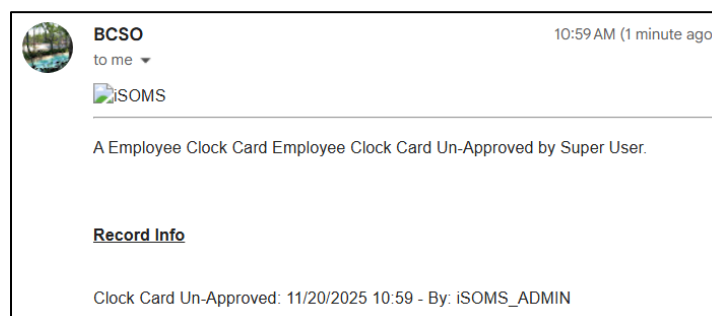 BCSO
10:59 AM (1 minute ago
to me
iSOMS
A Employee Clock Card Employee Clock Card Un-Approved by Super User.
Record Info
Clock Card Un-Approved: 11/20/2025 10:59 - By: iSOMS_ADMIN